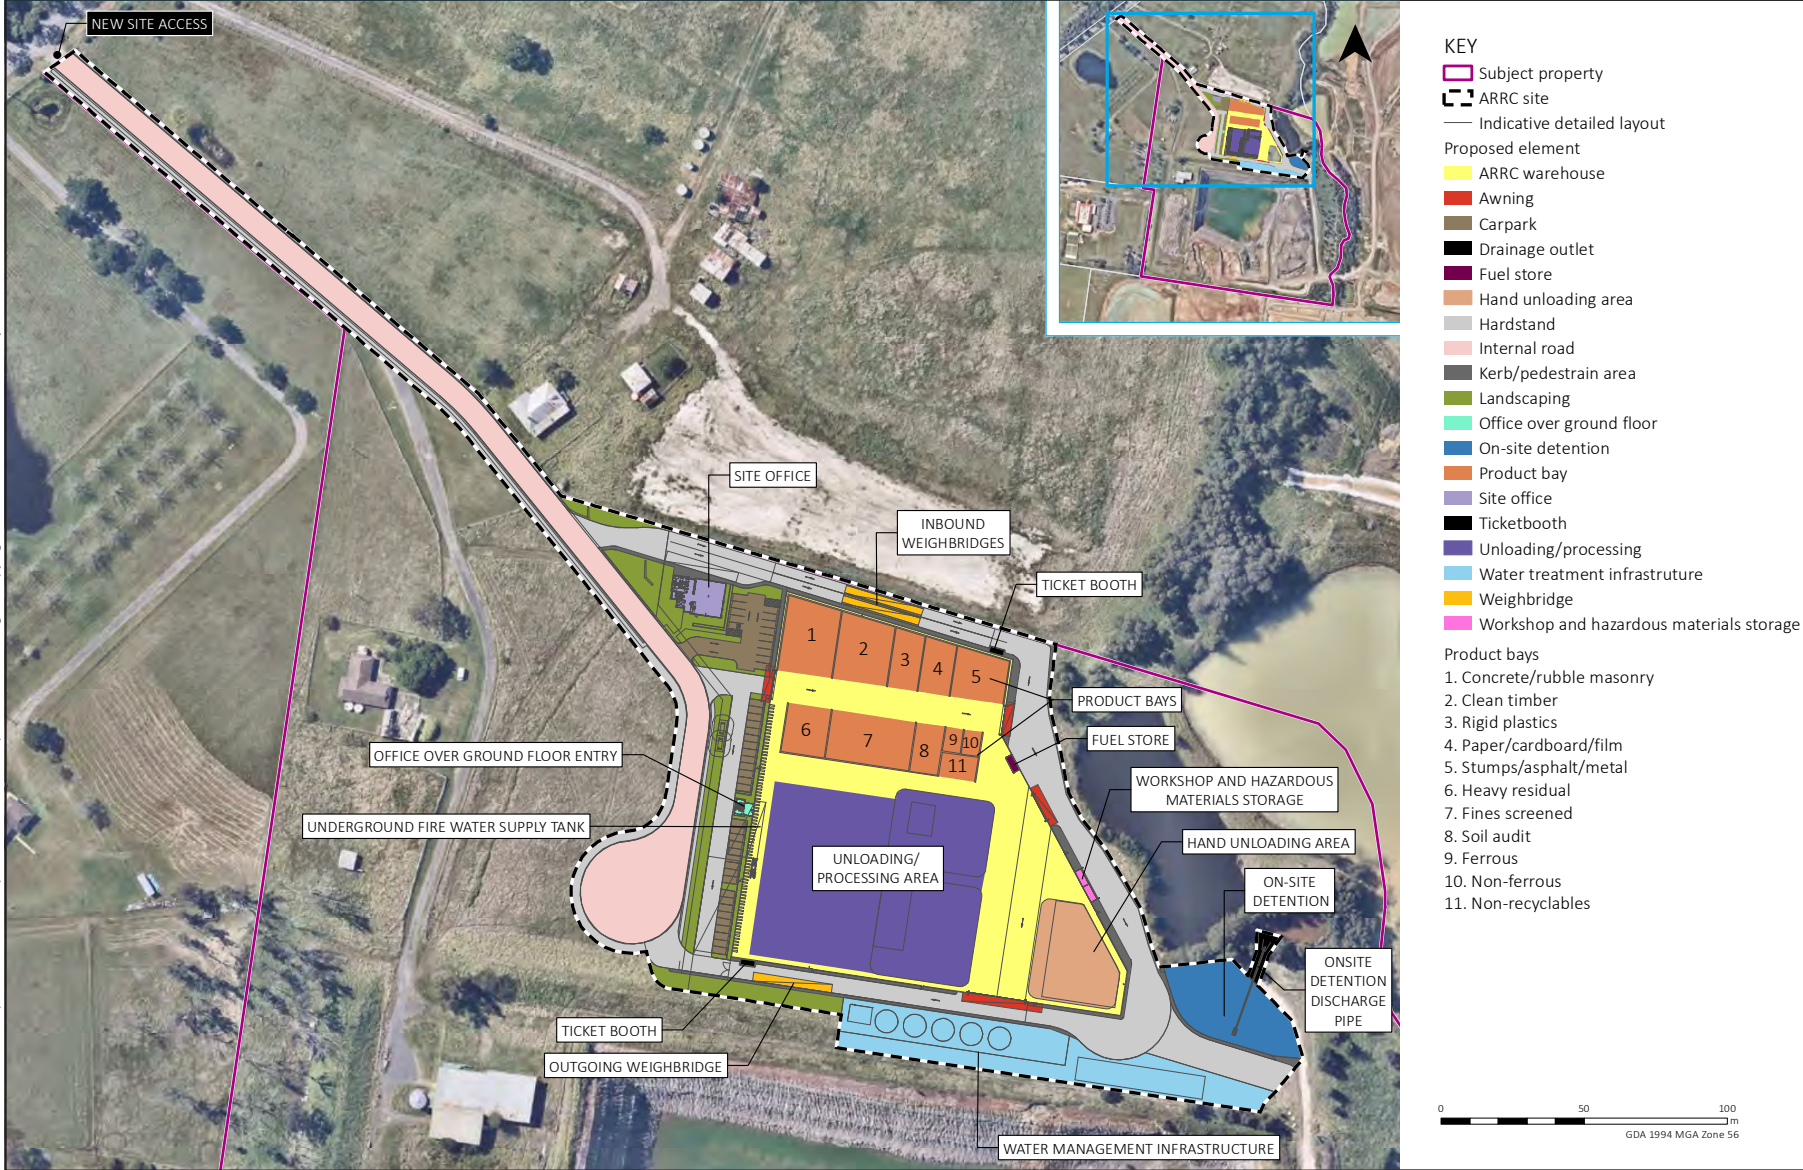 NEW SITE ACCESS
SITE OFFICE
INBOUND
WEIGHBRIDGES
TICKET BOOTH
PRODUCT BAYS
FUEL STORE
WORKSHOP AND HAZARDOUS
MATERIALS STORAGE
HAND UNLOADING AREA
ON-SITE
DETENTION
ONSITE
DETENTION
DISCHARGE
PIPE
OFFICE OVER GROUND FLOOR ENTRY
UNDERGROUND FIRE WATER SUPPLY TANK
UNLOADING/
PROCESSING AREA
TICKET BOOTH
OUTGOING WEIGHBRIDGE
WATER MANAGEMENT INFRASTRUCTURE
1
2
3
4
5
6
7
8
9
10
11
KEY
Subject property
ARRC site
Indicative detailed layout
Proposed element
ARRC warehouse
Awning
Carpark
Drainage outlet
Fuel store
Hand unloading area
Hardstand
Internal road
Kerb/pedestrain area
Landscaping
Office over ground floor
On-site detention
Product bay
Site office
Ticketbooth
Unloading/processing
Water treatment infrastruture
Weighbridge
Workshop and hazardous materials storage
Product bays
1. Concrete/rubble masonry
2. Clean timber
3. Rigid plastics
4. Paper/cardboard/film
5. Stumps/asphalt/metal
6. Heavy residual
7. Fines screened
8. Soil audit
9. Ferrous
10. Non-ferrous
11. Non-recyclables
0 50 100
m
GDA 1994 MGA Zone 56